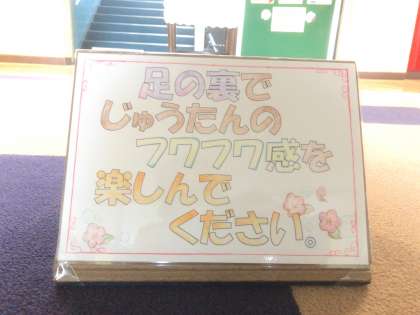 足の裏で
じゅうたんの
フワフワ感を
楽しんで
ください。